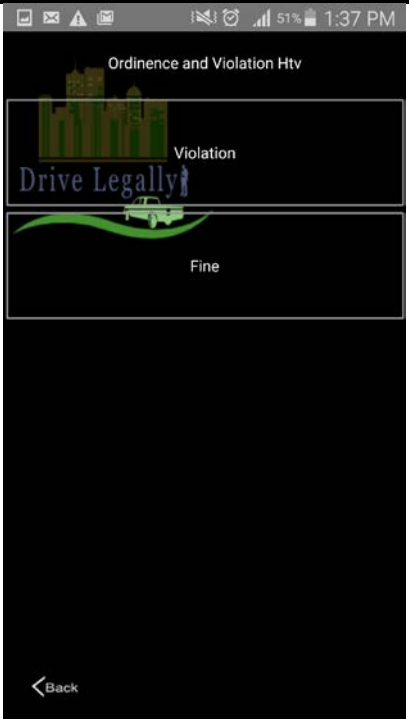 51% 1:37 PM
Ordinence and Violation Htv
Violation
Drive Legally
Fine
Back